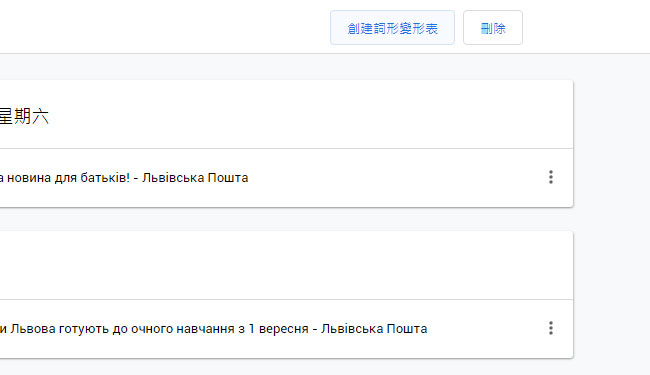 創建詞形變形表 刪除
星期六
а новина для батьків! - Львівська Пошта
и Львова готують до очного навчання з 1 вересня - Львівська Пошта